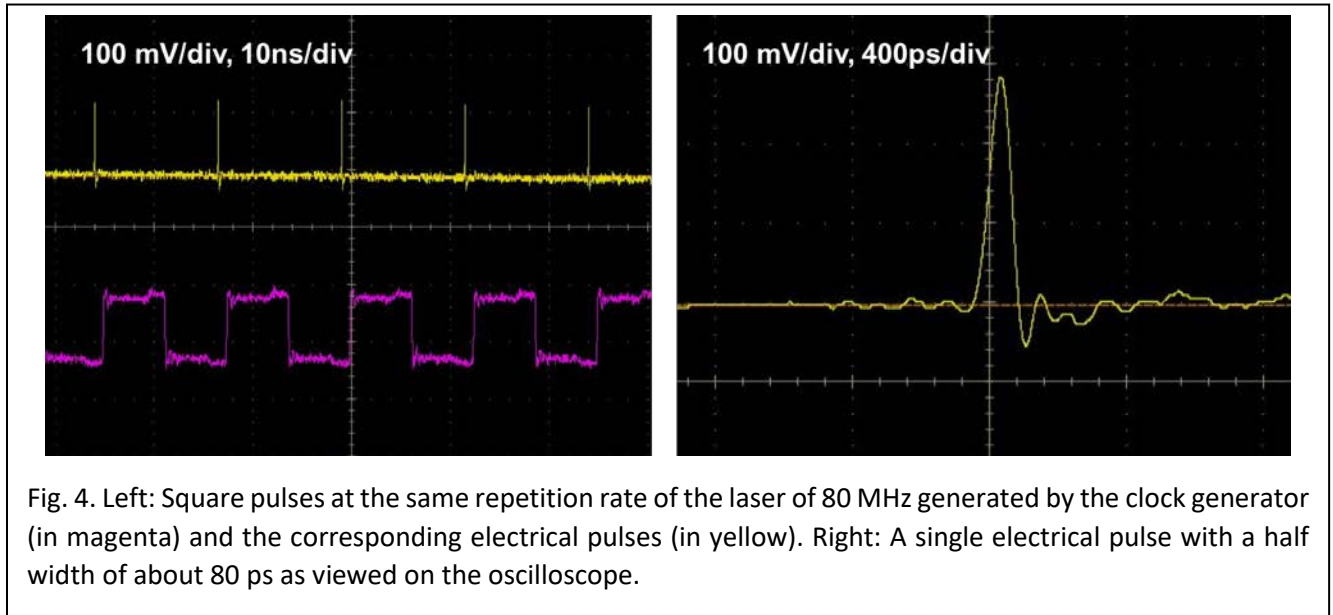 100 mV/div, 10ns/div
100 mV/div, 400ps/div
Fig. 4. Left: Square pulses at the same repetition rate of the laser of 80 MHz generated by the clock generator
(in magenta) and the corresponding electrical pulses (in yellow). Right: A single electrical pulse with a half
width of about 80 ps as viewed on the oscilloscope.